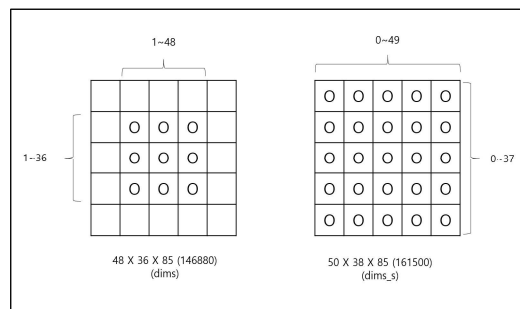 1~48
0~49
O O O O O
O O O O O O O O
1~36
O O O O O O O O
0~37
O O O O O O O O
O O O O O
48 X 36 X 85 (146880)
(dims)
50 X 38 X 85 (161500)
(dims_s)